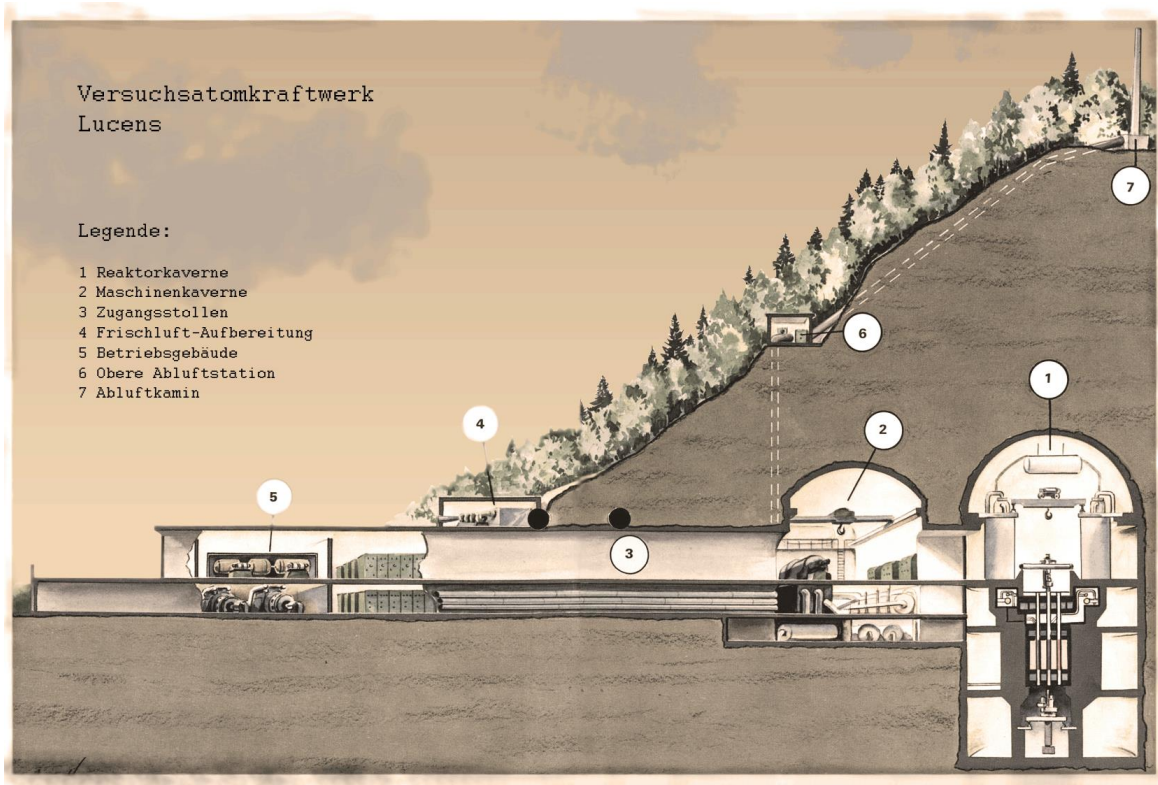 Versuchsatomkraftwerk
Lucens
Legende:
1 Reaktorkaverne
2 Maschinenkaverne
3 Zugangsstollen
4 Frischluft-Aufbereitung
5 Betriebsgebäude
6 Obere Abluftstation
7 Abluftkamin
7
6
1
2
4
5
3